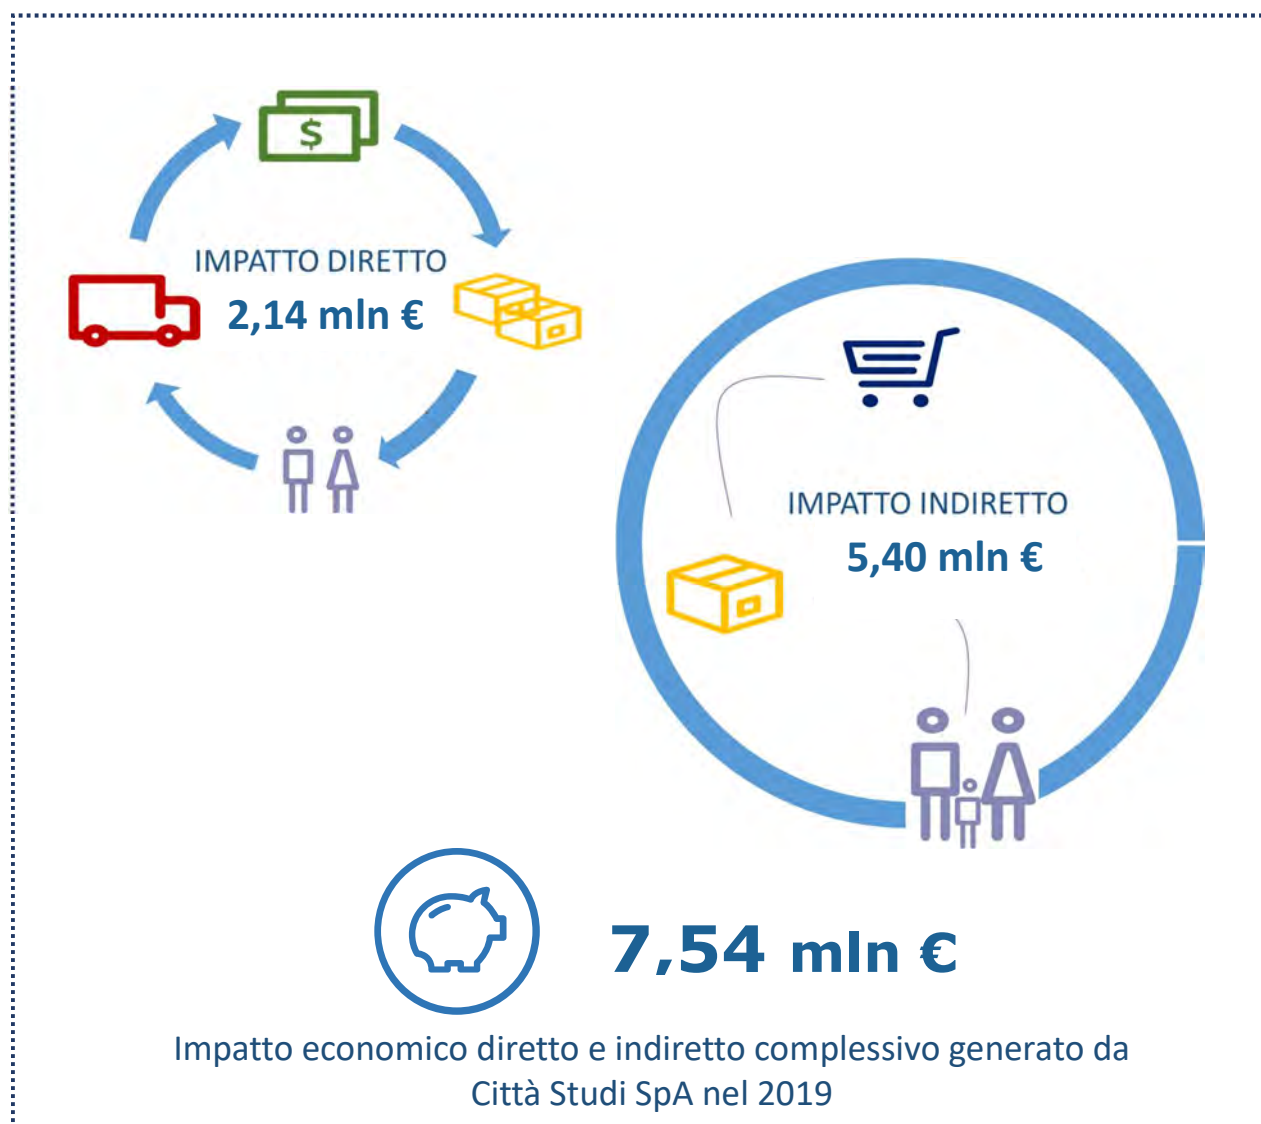 $
IMPATTO DIRETTO
2,14 mln €
IMPATTO INDIRETTO
5,40 mln €
7,54 mln €
Impatto economico diretto e indiretto complessivo generato da
Città Studi SpA nel 2019